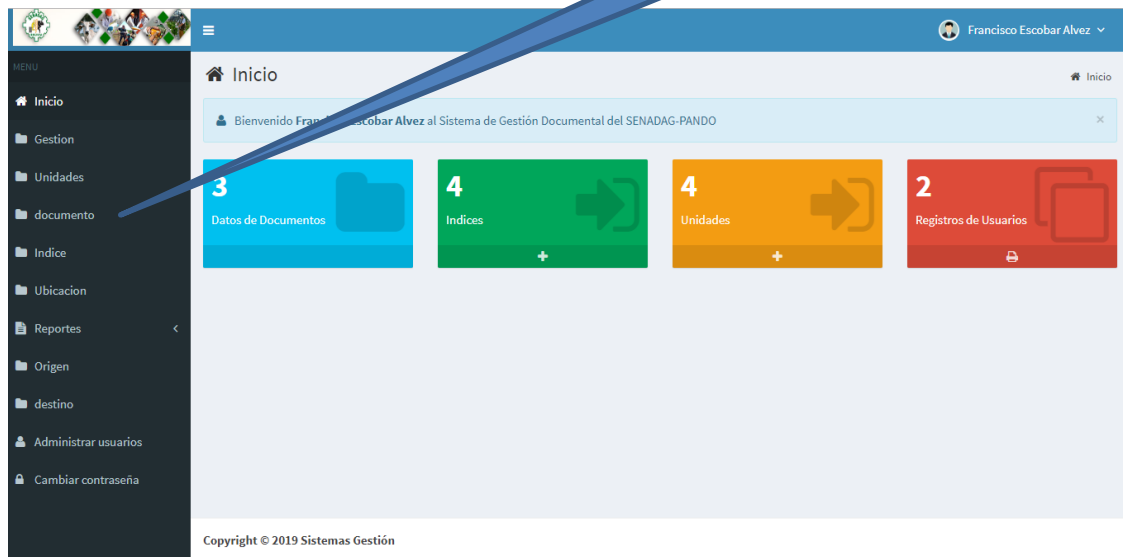 Francisco Escobar Alvez
MENU
Inicio
Gestion
Unidades
documento
Indice
Ubicacion
Reportes
Origen
destino
Administrar usuarios
Cambiar contraseña
Inicio
Inicio
Bienvenido Escobar Alvez al Sistema de Gestión Documental del SENADAG-PANDO
3
Datos de Documentos
4
Indices
4
Unidades
2
Registros de Usuarios
Copyright © 2019 Sistemas Gestión